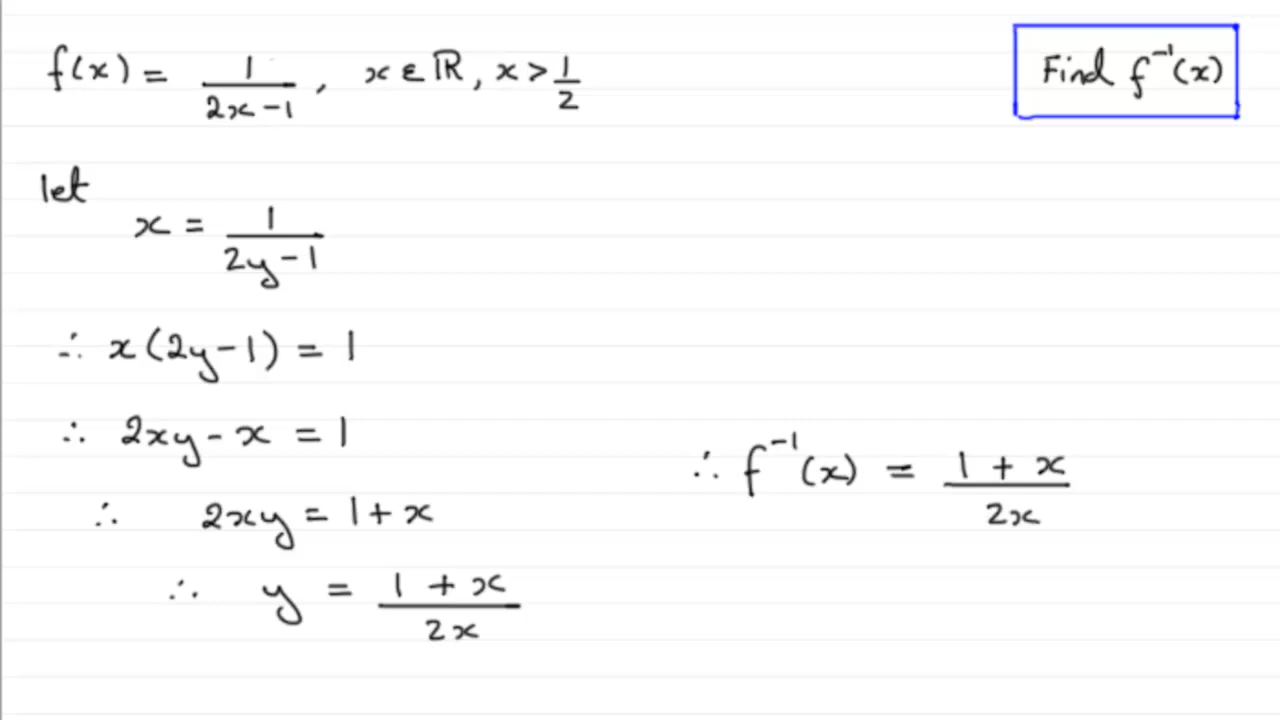 f(x) = 1/(2x-1), x ∈ ℝ, x > 1/2
Find f⁻¹(x)
let
x = 1/(2y-1)
∴ x(2y-1) = 1
∴ 2xy - x = 1
∴ 2xy = 1 + x
∴ y = (1 + x)/(2x)
∴ f⁻¹(x) = (1 + x)/(2x)